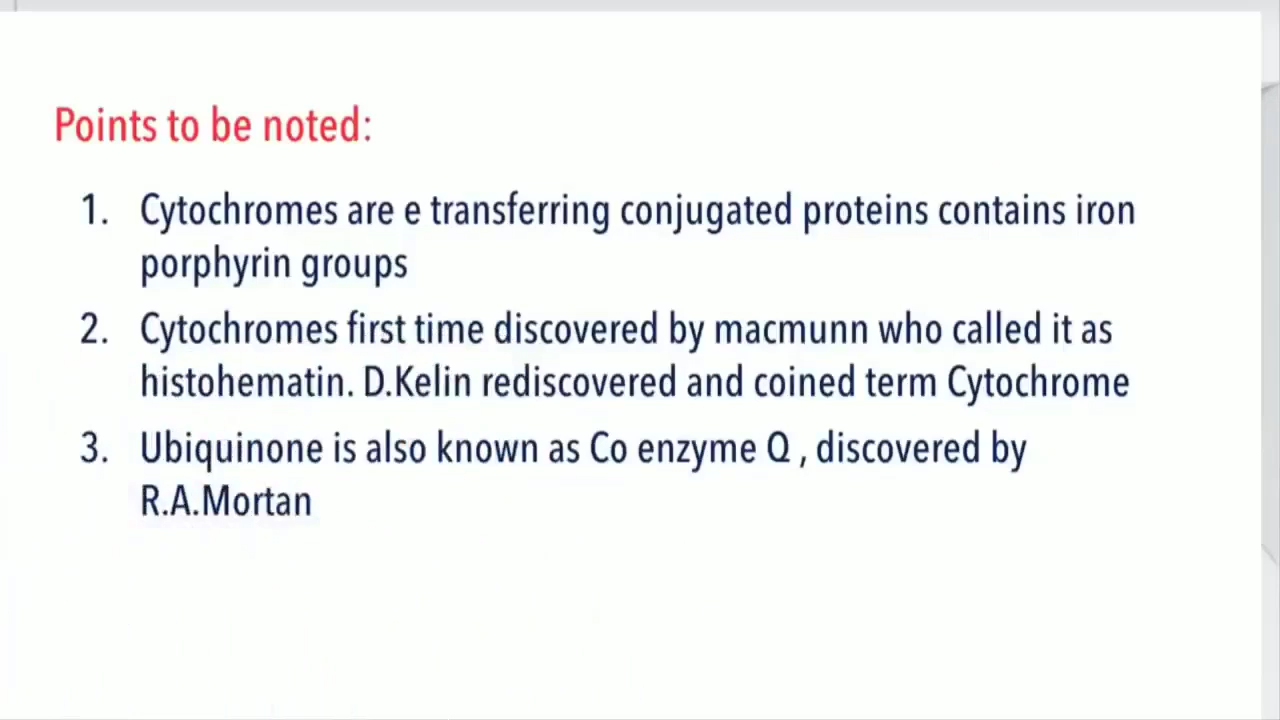 Points to be noted:
1. Cytochromes are e transferring conjugated proteins contains iron
porphyrin groups
2. Cytochromes first time discovered by macmunn who called it as
histohematin. D.Kelin rediscovered and coined term Cytochrome
3. Ubiquinone is also known as Co enzyme Q , discovered by
R.A.Mortan